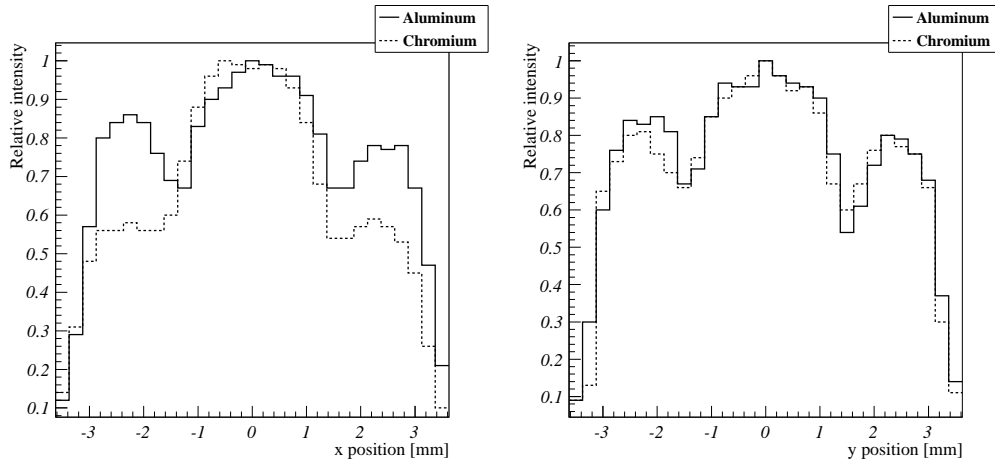 Aluminum
Chromium
Relative intensity
1
0.9
0.8
0.7
0.6
0.5
0.4
0.3
0.2
0.1
-3 -2 -1 0 1 2 3
x position [mm]
Aluminum
Chromium
Relative intensity
1
0.9
0.8
0.7
0.6
0.5
0.4
0.3
0.2
0.1
-3 -2 -1 0 1 2 3
y position [mm]